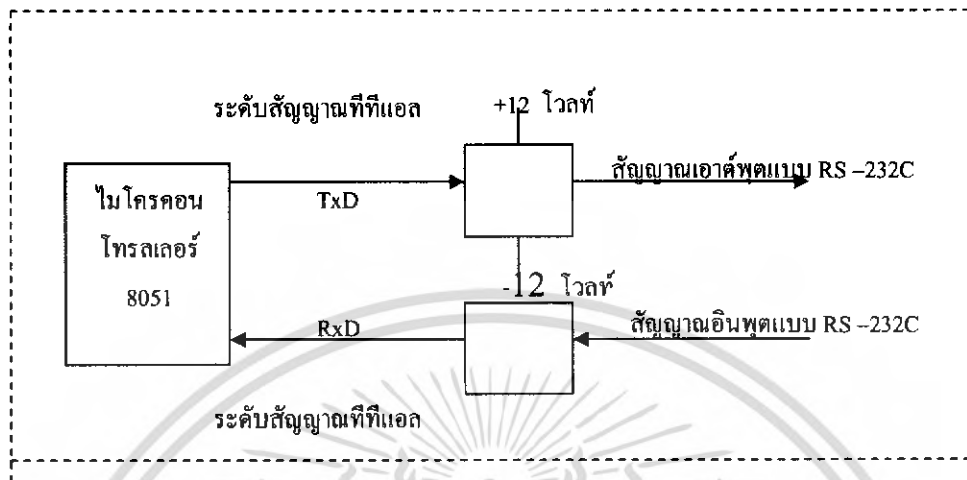 ระดับสัญญาณทีทีแอล
+12 โวลท์
สัญญาณเอาต์พุตแบบ RS –232C
TxD
ไมโครคอน
โทรลเลอร์
8051
-12 โวลท์
RxD
สัญญาณอินพุตแบบ RS –232C
ระดับสัญญาณทีทีแอล